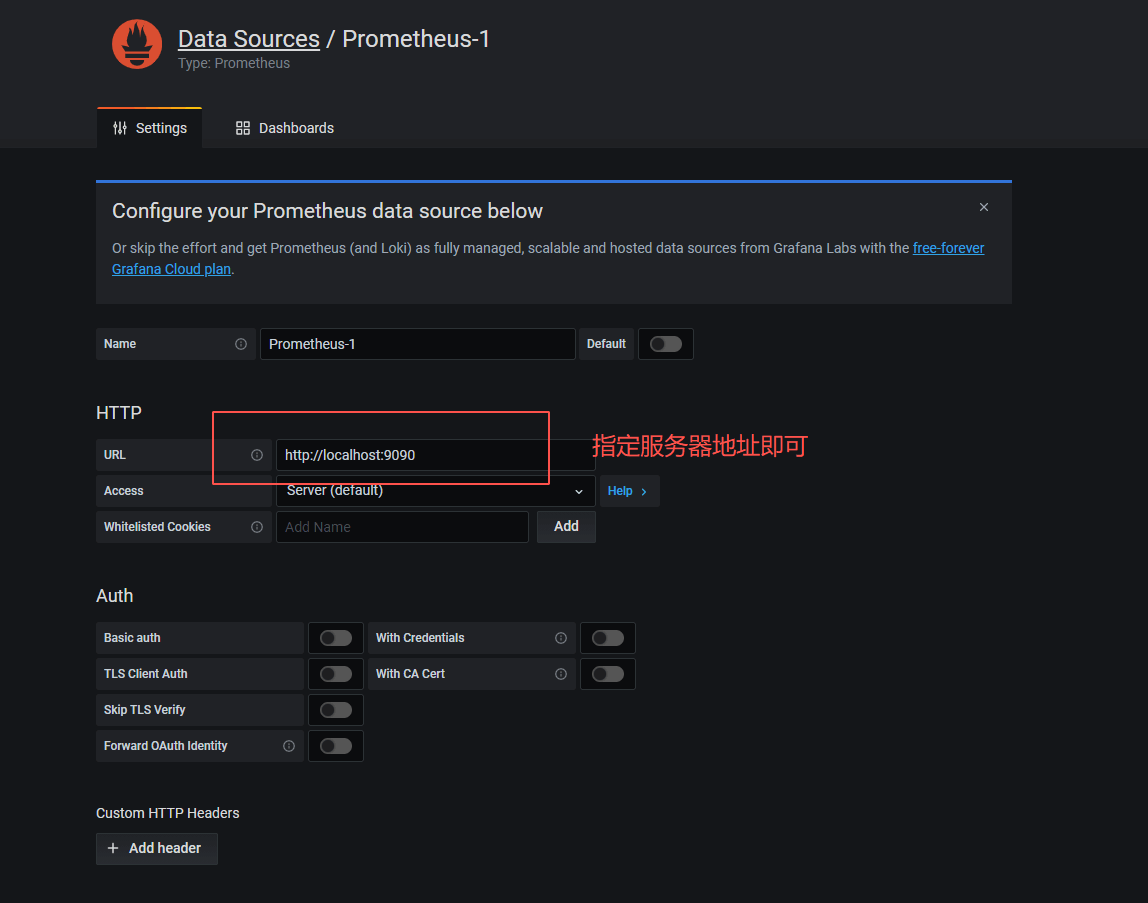 Data Sources / Prometheus-1
Type: Prometheus
Settings
Dashboards
Configure your Prometheus data source below
Or skip the effort and get Prometheus (and Loki) as fully managed, scalable and hosted data sources from Grafana Labs with the free-forever
Grafana Cloud plan.
Name
Prometheus-1
Default
HTTP
URL
http://localhost:9090
指定服务器地址即可
Access
Server (default)
Help
Whitelisted Cookies
Add Name
Add
Auth
Basic auth
With Credentials
TLS Client Auth
With CA Cert
Skip TLS Verify
Forward OAuth Identity
Custom HTTP Headers
Add header